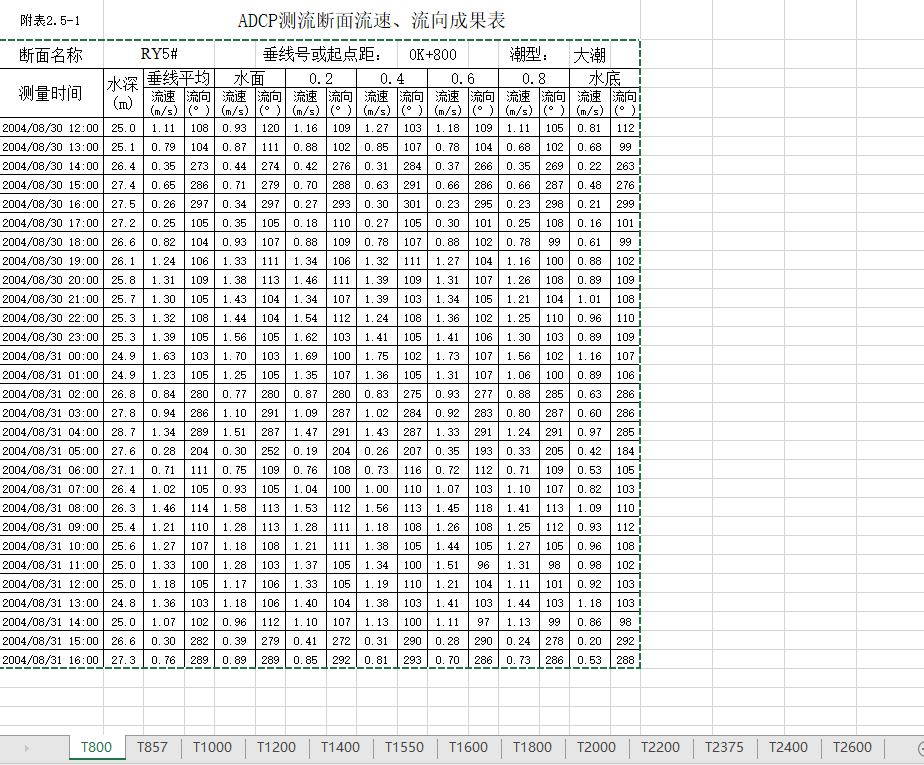 附表2.5-1 ADCP测流断面流速、流向成果表
断面名称 RY5# 垂线号或起点距： 0K+800 潮型： 大潮
测量时间 水深(m) 垂线平均 水面 0.2 0.4 0.6 0.8 水底
流速(m/s) 流向(°) 流速(m/s) 流向(°) 流速(m/s) 流向(°) 流速(m/s) 流向(°) 流速(m/s) 流向(°) 流速(m/s) 流向(°) 流速(m/s) 流向(°)
2004/08/30 12:00 25.0 1.11 108 0.93 120 1.16 109 1.27 103 1.18 109 1.11 105 0.81 112
2004/08/30 13:00 25.1 0.79 104 0.87 111 0.88 102 0.85 107 0.78 104 0.68 102 0.68 99
2004/08/30 14:00 26.4 0.35 273 0.44 274 0.42 276 0.31 284 0.37 266 0.35 269 0.22 263
2004/08/30 15:00 27.4 0.65 286 0.71 279 0.70 288 0.63 291 0.66 286 0.66 287 0.48 276
2004/08/30 16:00 27.5 0.26 297 0.34 297 0.27 293 0.30 301 0.23 295 0.23 298 0.21 299
2004/08/30 17:00 27.2 0.25 105 0.35 105 0.18 110 0.27 105 0.30 101 0.25 108 0.16 101
2004/08/30 18:00 26.6 0.82 104 0.93 107 0.88 109 0.78 107 0.88 102 0.78 99 0.61 99
2004/08/30 19:00 26.1 1.24 106 1.33 111 1.34 106 1.32 111 1.27 104 1.16 100 0.88 102
2004/08/30 20:00 25.8 1.31 109 1.38 113 1.46 111 1.39 109 1.31 107 1.26 108 0.89 109
2004/08/30 21:00 25.7 1.30 105 1.43 104 1.34 107 1.39 103 1.34 105 1.21 104 1.01 108
2004/08/30 22:00 25.3 1.32 108 1.44 104 1.54 112 1.24 108 1.36 102 1.25 110 0.96 110
2004/08/30 23:00 25.3 1.39 105 1.56 105 1.62 103 1.41 105 1.41 106 1.30 103 0.89 109
2004/08/31 00:00 24.9 1.63 103 1.70 103 1.69 100 1.75 102 1.73 107 1.56 102 1.16 107
2004/08/31 01:00 24.9 1.23 105 1.25 105 1.35 107 1.36 105 1.31 107 1.06 100 0.89 106
2004/08/31 02:00 26.8 0.84 280 0.77 280 0.87 280 0.83 275 0.93 277 0.88 285 0.63 286
2004/08/31 03:00 27.8 0.94 286 1.10 291 1.09 287 1.02 284 0.92 283 0.80 287 0.60 286
2004/08/31 04:00 28.7 1.34 289 1.51 287 1.47 291 1.43 287 1.33 291 1.24 291 0.97 285
2004/08/31 05:00 27.6 0.28 204 0.30 252 0.19 204 0.26 207 0.35 193 0.33 205 0.42 184
2004/08/31 06:00 27.1 0.71 111 0.75 109 0.76 108 0.73 116 0.72 112 0.71 109 0.53 105
2004/08/31 07:00 26.4 1.02 105 0.93 105 1.04 100 1.00 110 1.07 103 1.10 107 0.82 103
2004/08/31 08:00 26.3 1.46 114 1.58 113 1.53 112 1.56 113 1.45 118 1.41 113 1.09 110
2004/08/31 09:00 25.4 1.21 110 1.28 113 1.28 111 1.18 108 1.26 108 1.25 112 0.93 112
2004/08/31 10:00 25.6 1.27 107 1.18 108 1.21 111 1.38 105 1.44 105 1.27 105 0.96 108
2004/08/31 11:00 25.0 1.33 100 1.28 103 1.37 105 1.34 100 1.51 96 1.31 98 0.98 102
2004/08/31 12:00 25.0 1.18 105 1.17 106 1.33 105 1.19 110 1.21 104 1.11 101 0.92 103
2004/08/31 13:00 24.8 1.36 103 1.18 106 1.40 104 1.38 103 1.41 103 1.44 103 1.18 103
2004/08/31 14:00 25.0 1.07 102 0.96 112 1.10 107 1.13 100 1.11 97 1.13 99 0.86 98
2004/08/31 15:00 26.6 0.30 282 0.39 279 0.41 272 0.31 290 0.28 290 0.24 278 0.20 292
2004/08/31 16:00 27.3 0.76 289 0.89 289 0.85 292 0.81 293 0.70 286 0.73 286 0.53 288
T800 T857 T1000 T1200 T1400 T1550 T1600 T1800 T2000 T2200 T2375 T2400 T2600